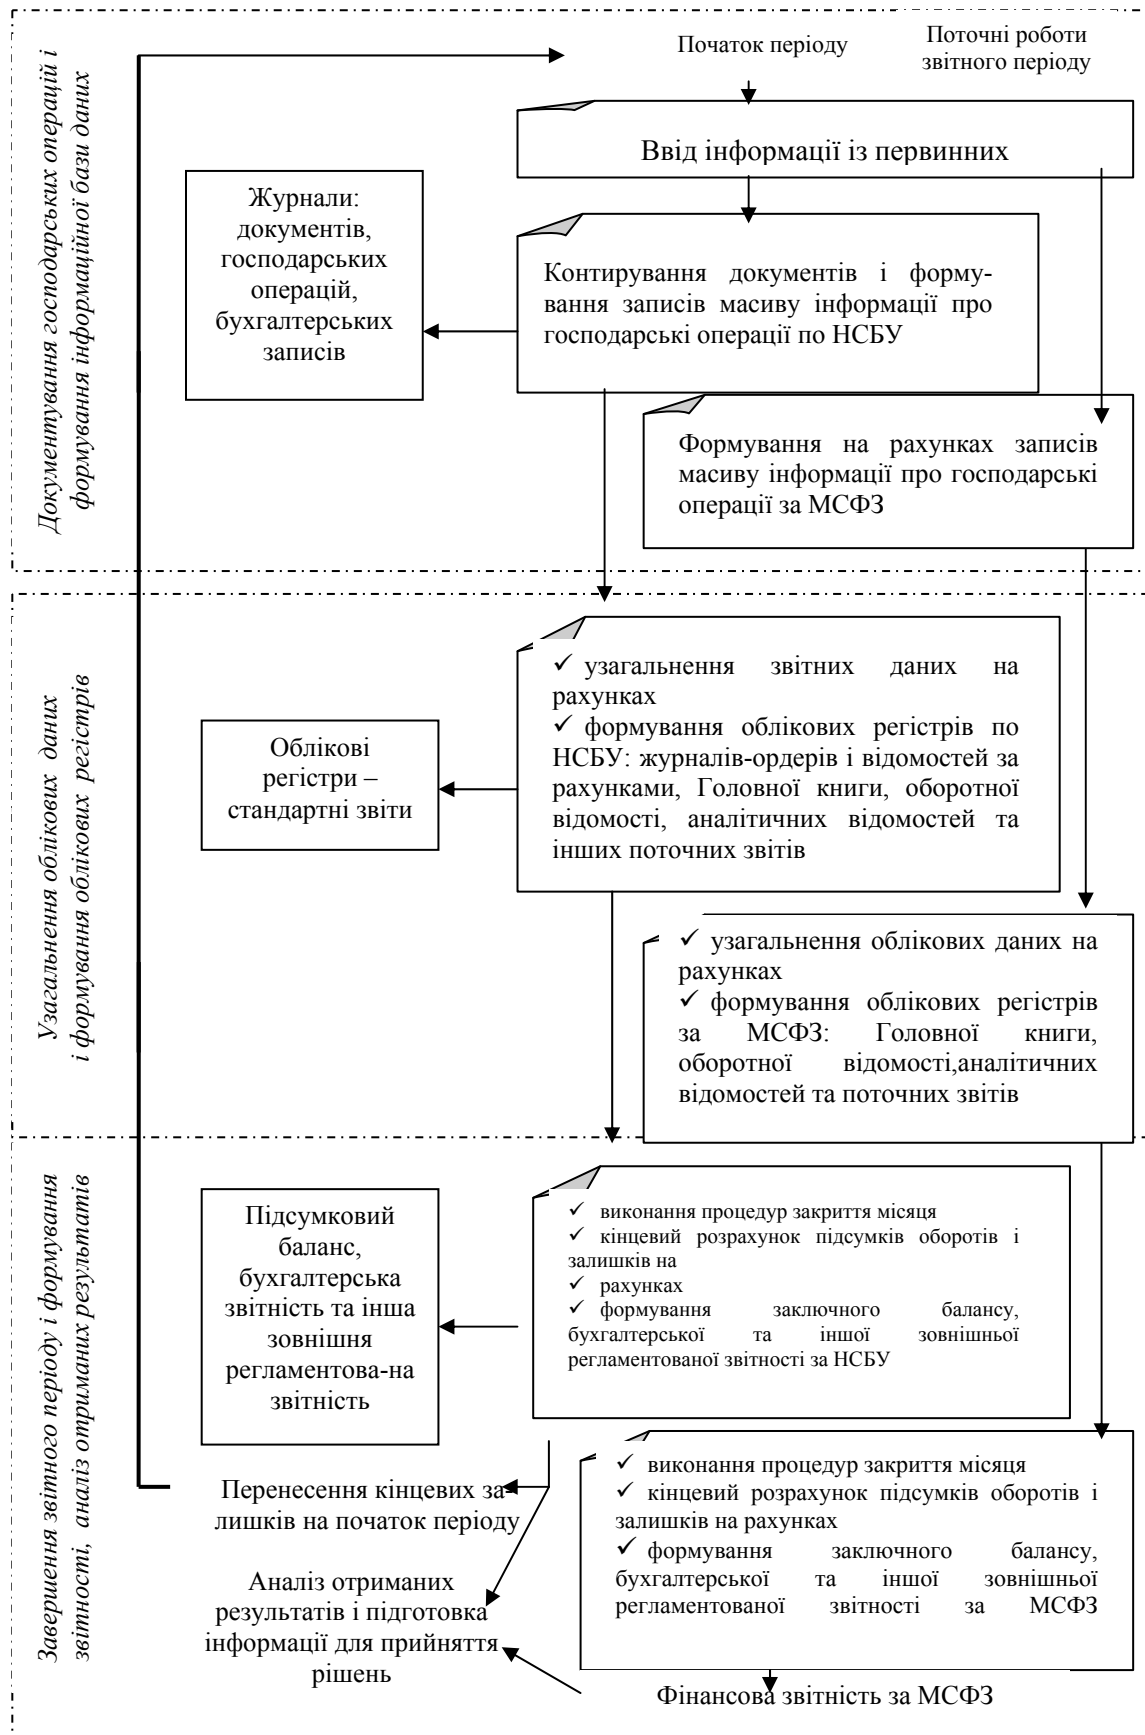 Документування господарських операцій і
формування інформаційної бази даних
Початок періоду
Поточні роботи
звітного періоду
Ввід інформації із первинних
Журнали:
документів,
господарських
операцій,
бухгалтерських
записів
Контирування документів і форму-
вання записів масиву інформації про
господарські операції по НСБУ
Формування на рахунках записів
масиву інформації про господарські
операції за МСФЗ
Узагальнення облікових даних
і формування облікових регістрів
✓ узагальнення звітних даних на
рахунках
✓ формування облікових регістрів по
НСБУ: журналів-ордерів і відомостей за
рахунками, Головної книги, оборотної
відомості, аналітичних відомостей та
інших поточних звітів
Облікові
регістри –
стандартні звіти
✓ узагальнення облікових даних на
рахунках
✓ формування облікових регістрів
за МСФЗ: Головної книги,
оборотної відомості,аналітичних
відомостей та поточних звітів
Завершення звітного періоду і формування
звітності, аналіз отриманих результатів
Підсумковий
баланс,
бухгалтерська
звітність та інша
зовнішня
регламентова-на
звітність
✓ виконання процедур закриття місяця
✓ кінцевий розрахунок підсумків оборотів і
залишків на
✓ рахунках
✓ формування заключного балансу,
бухгалтерської та іншої зовнішньої
регламентованої звітності за НСБУ
✓ виконання процедур закриття місяця
✓ кінцевий розрахунок підсумків оборотів і
залишків на рахунках
✓ формування заключного балансу,
бухгалтерської та іншої зовнішньої
регламентованої звітності за МСФЗ
Перенесення кінцевих за-
лишків на початок періоду
Аналіз отриманих
результатів і підготовка
інформації для прийняття
рішень
Фінансова звітність за МСФЗ